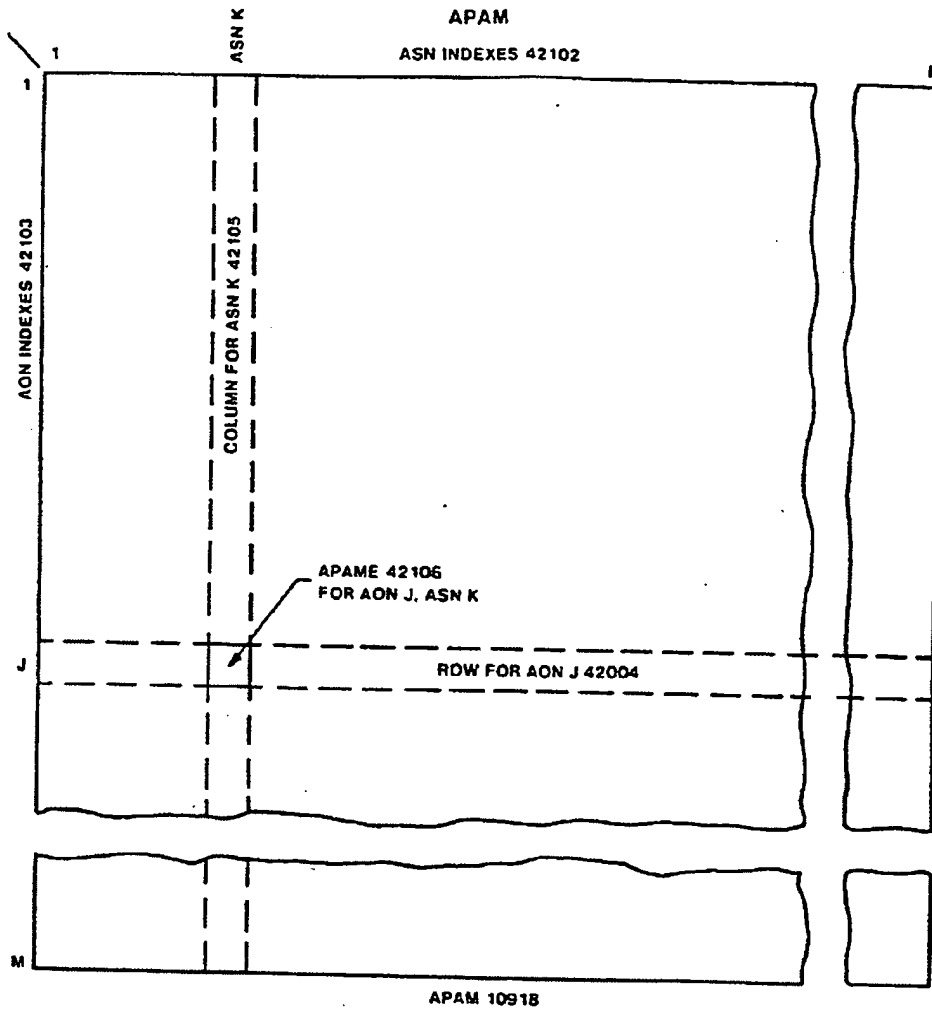 APAM
ASN K
ASN INDEXES 42102
1
1
AON INDEXES 42103
COLUMN FOR ASN K 42105
APAME 42106
FOR AON J, ASN K
J
ROW FOR AON J 42004
M
APAM 10918